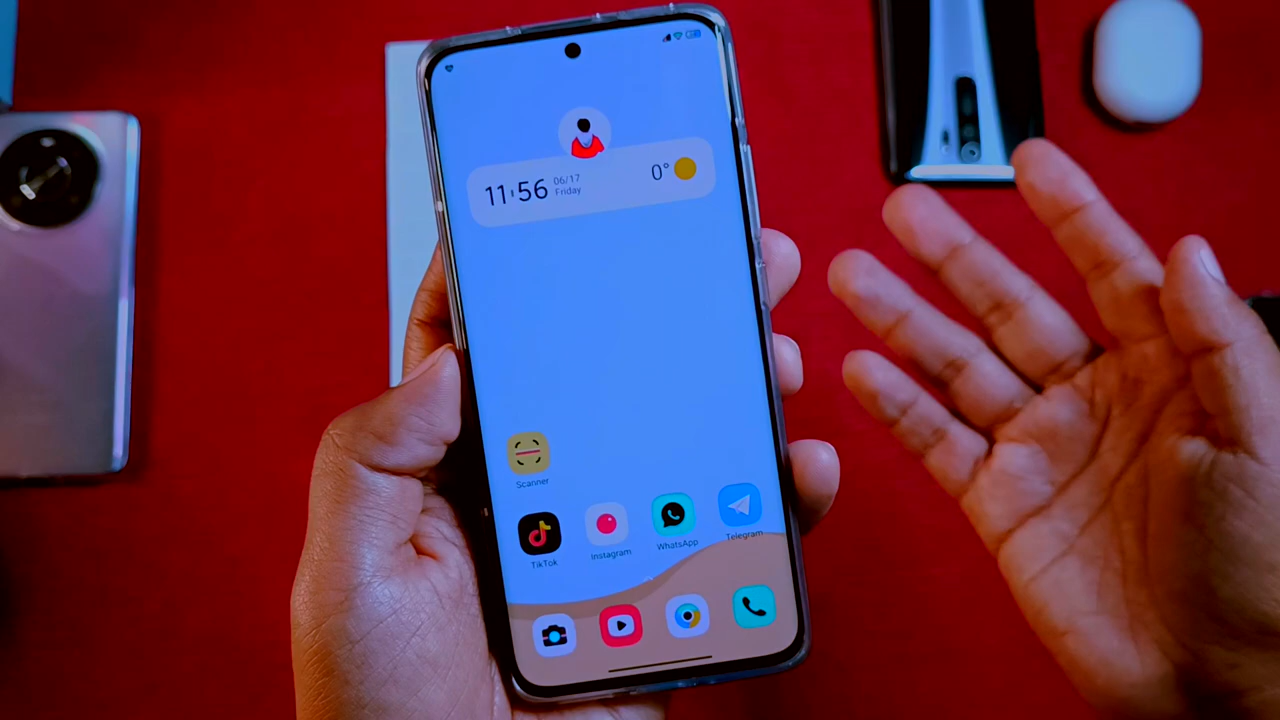 11:56
06/17
Friday
0°
Scanner
TikTok
Instagram
WhatsApp
Telegram